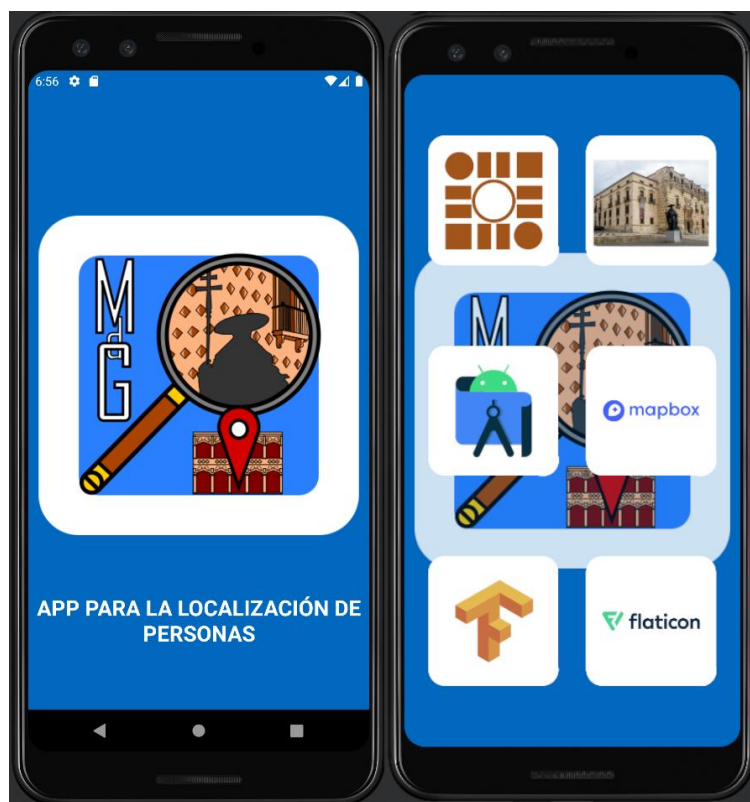 6:56
M
d
G
APP PARA LA LOCALIZACIÓN DE
PERSONAS
M
mapbox
flaticon